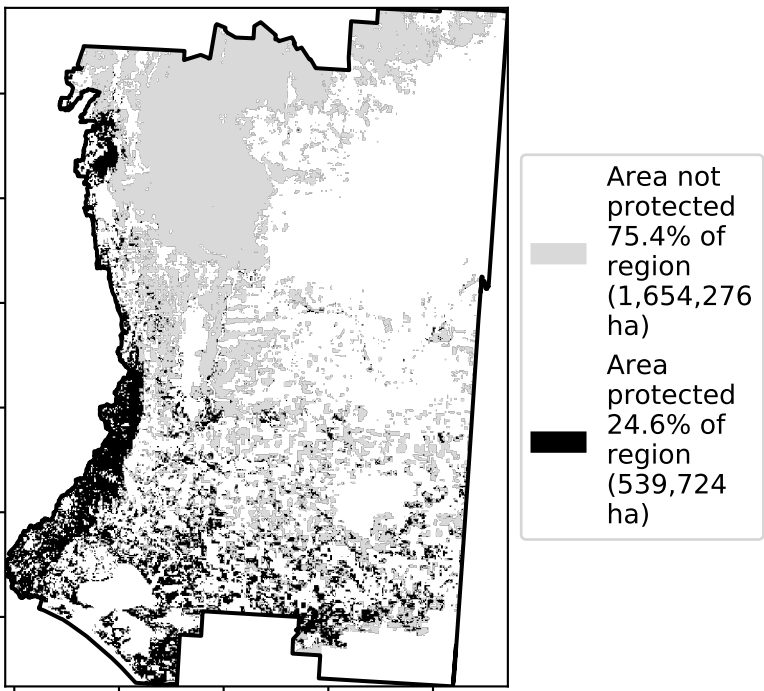 Area not
protected
75.4% of
region
(1,654,276
ha)
Area
protected
24.6% of
region
(539,724
ha)